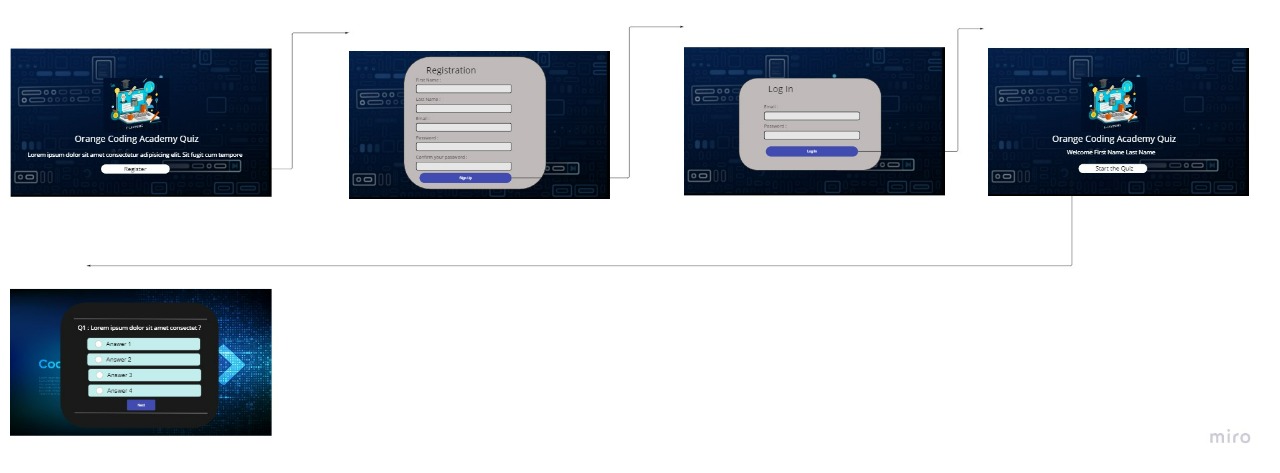 Orange Coding Academy Quiz
Lorem ipsum dolor sit amet consectetur adipisicing elit. Sit fugit cum tempore
Register
Registration
First Name :
Last Name :
Email :
Password :
Confirm your password :
Sign Up
Log In
Email :
Password :
Log In
Orange Coding Academy Quiz
Welcome First Name Last Name
Start the Quiz
Q1 : Lorem ipsum dolor sit amet consectet ?
Answer 1
Answer 2
Answer 3
Answer 4
Next
miro